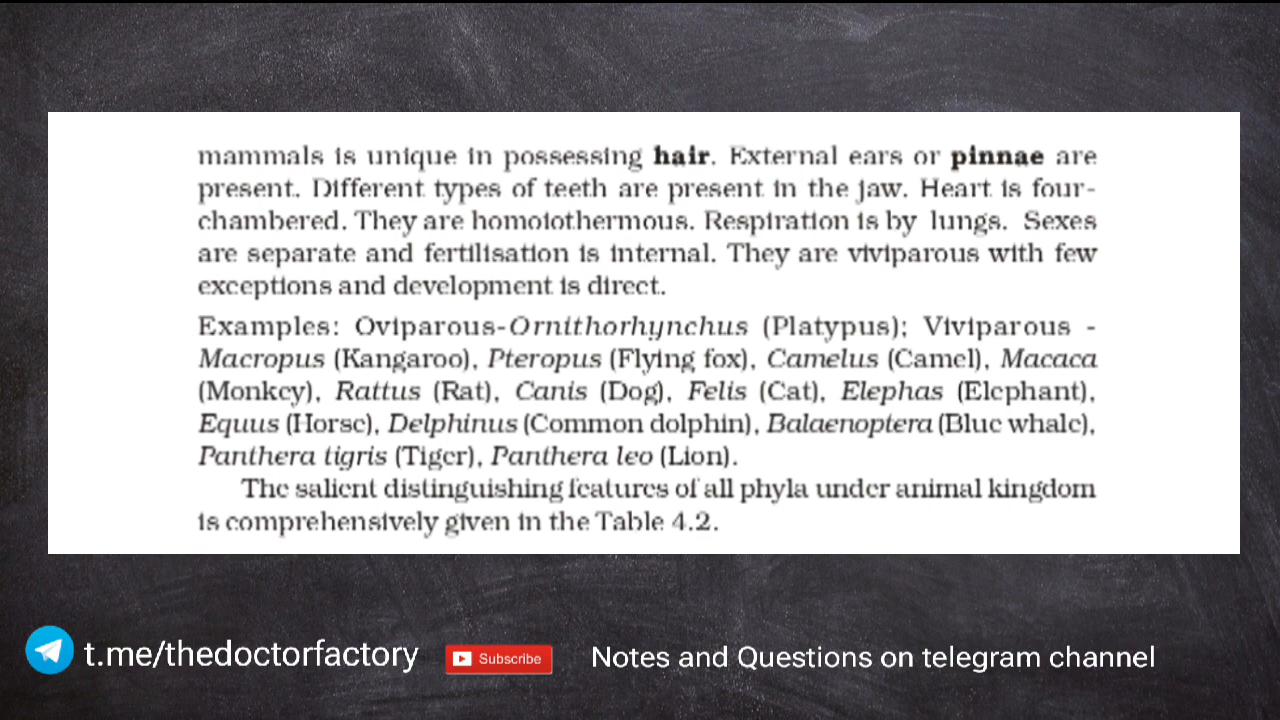 mammals is unique in possessing hair. External ears or pinnae are
present. Different types of teeth are present in the jaw. Heart is four-
chambered. They are homoiothermous. Respiration is by lungs. Sexes
are separate and fertilisation is internal. They are viviparous with few
exceptions and development is direct.
Examples: Oviparous-Ornithorhynchus (Platypus); Viviparous -
Macropus (Kangaroo), Pteropus (Flying fox), Camelus (Camel), Macaca
(Monkey), Rattus (Rat), Canis (Dog), Felis (Cat), Elephas (Elephant),
Equus (Horse), Delphinus (Common dolphin), Balaenoptera (Blue whale),
Panthera tigris (Tiger), Panthera leo (Lion).
The salient distinguishing features of all phyla under animal kingdom
is comprehensively given in the Table 4.2.
t.me/thedoctorfactory Subscribe Notes and Questions on telegram channel